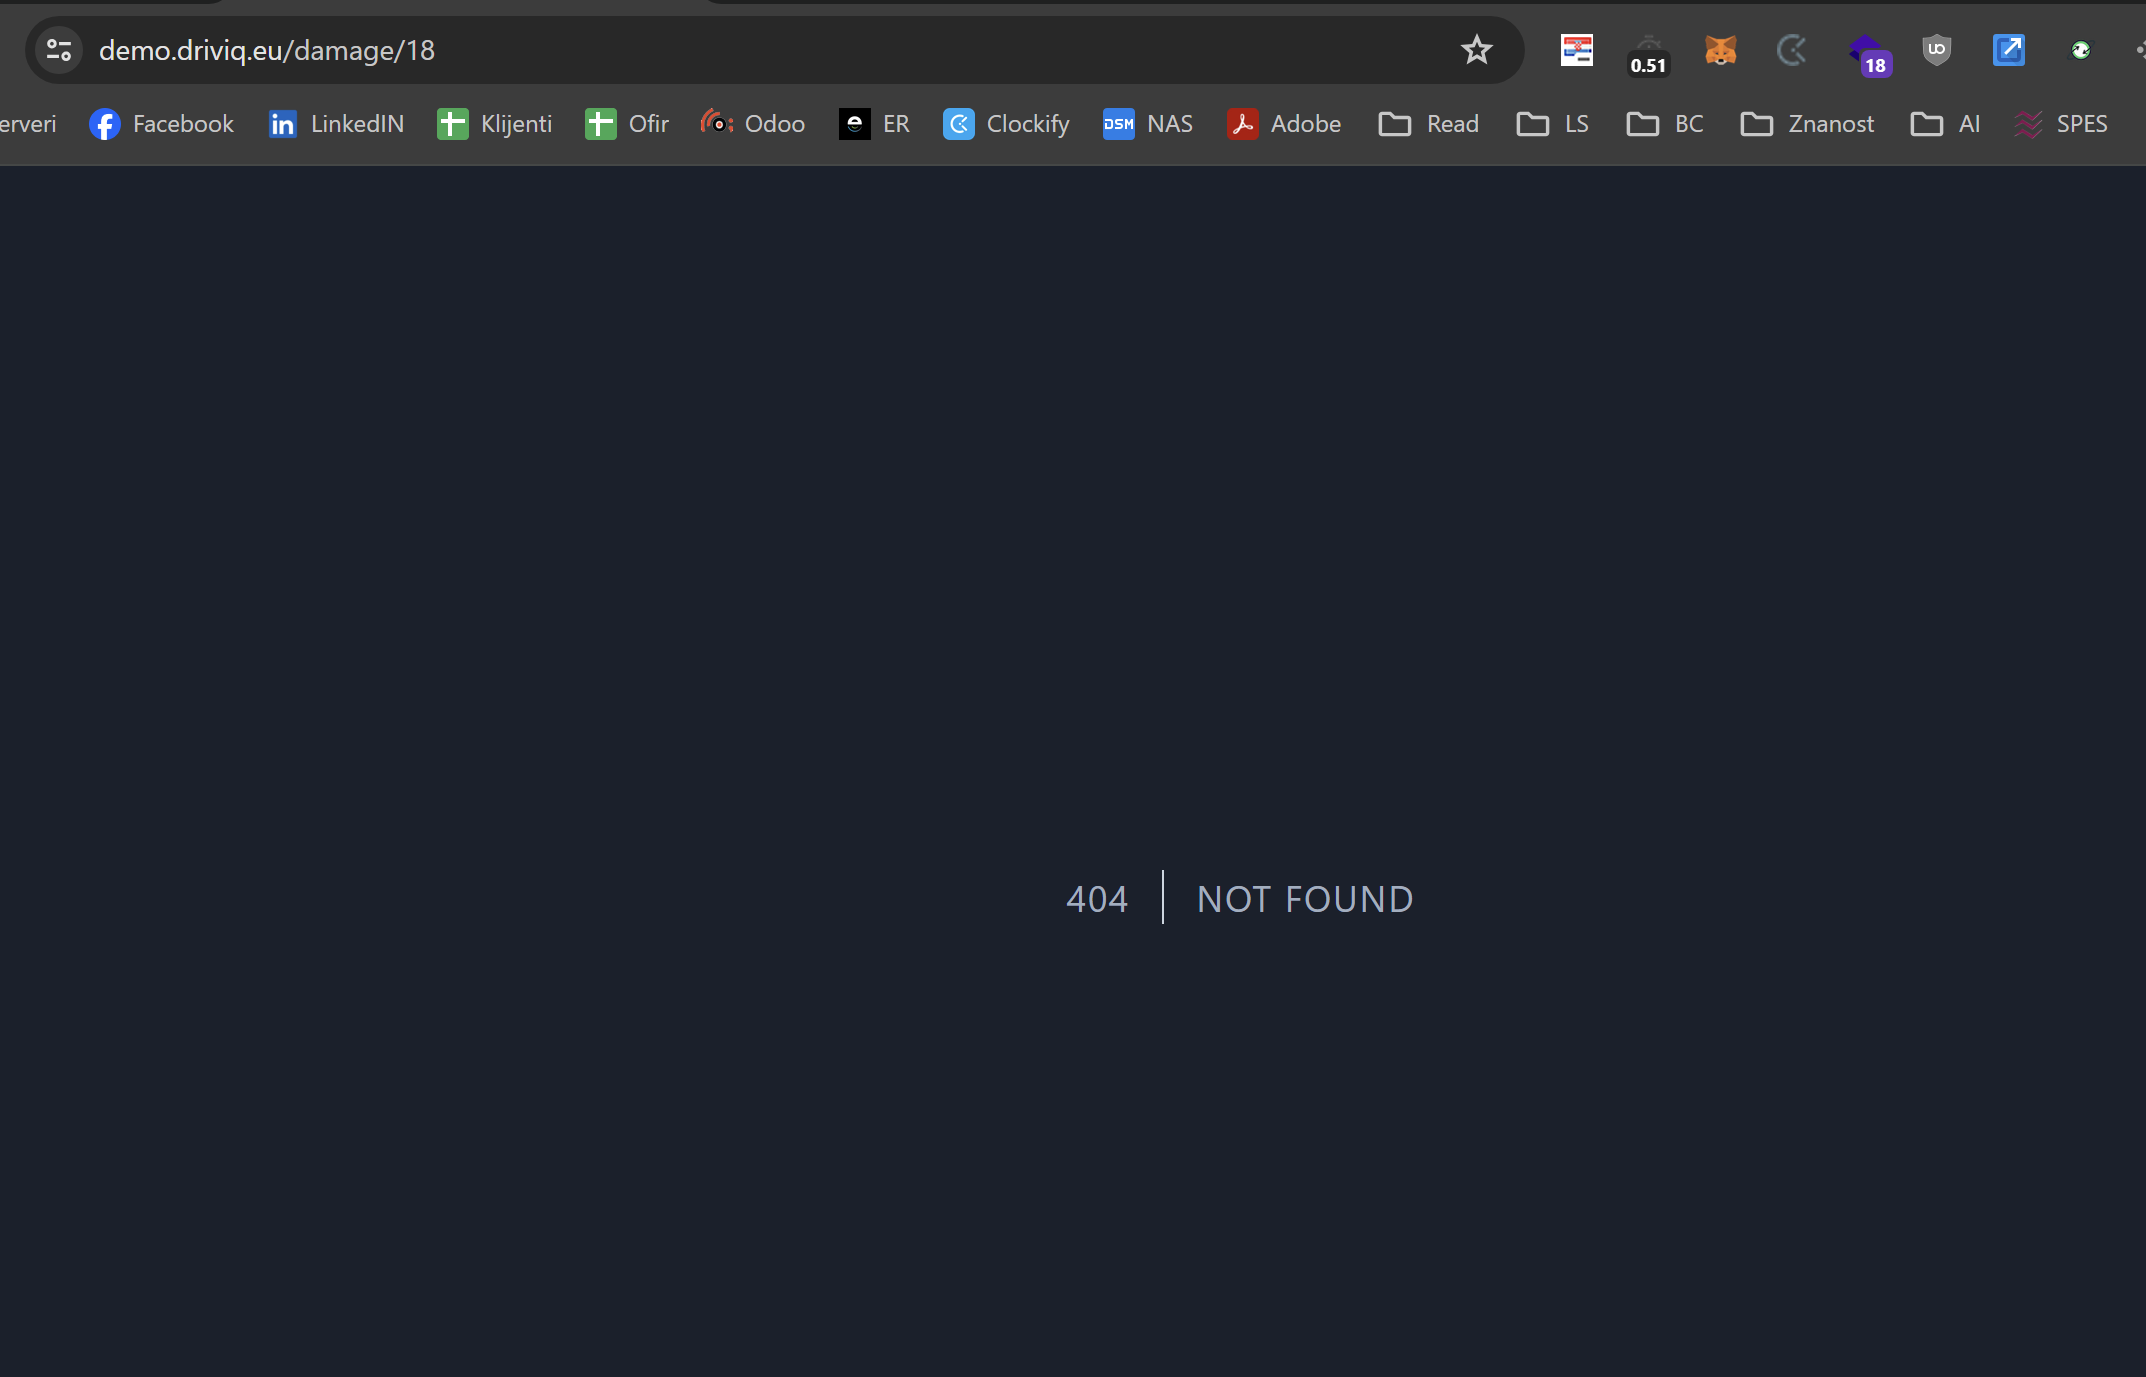 demo.driviq.eu/damage/18
0.51
18
erveri Facebook LinkedIN Klijenti Ofir Odoo ER Clockify DSM NAS Adobe Read LS BC Znanost AI SPES
404 NOT FOUND